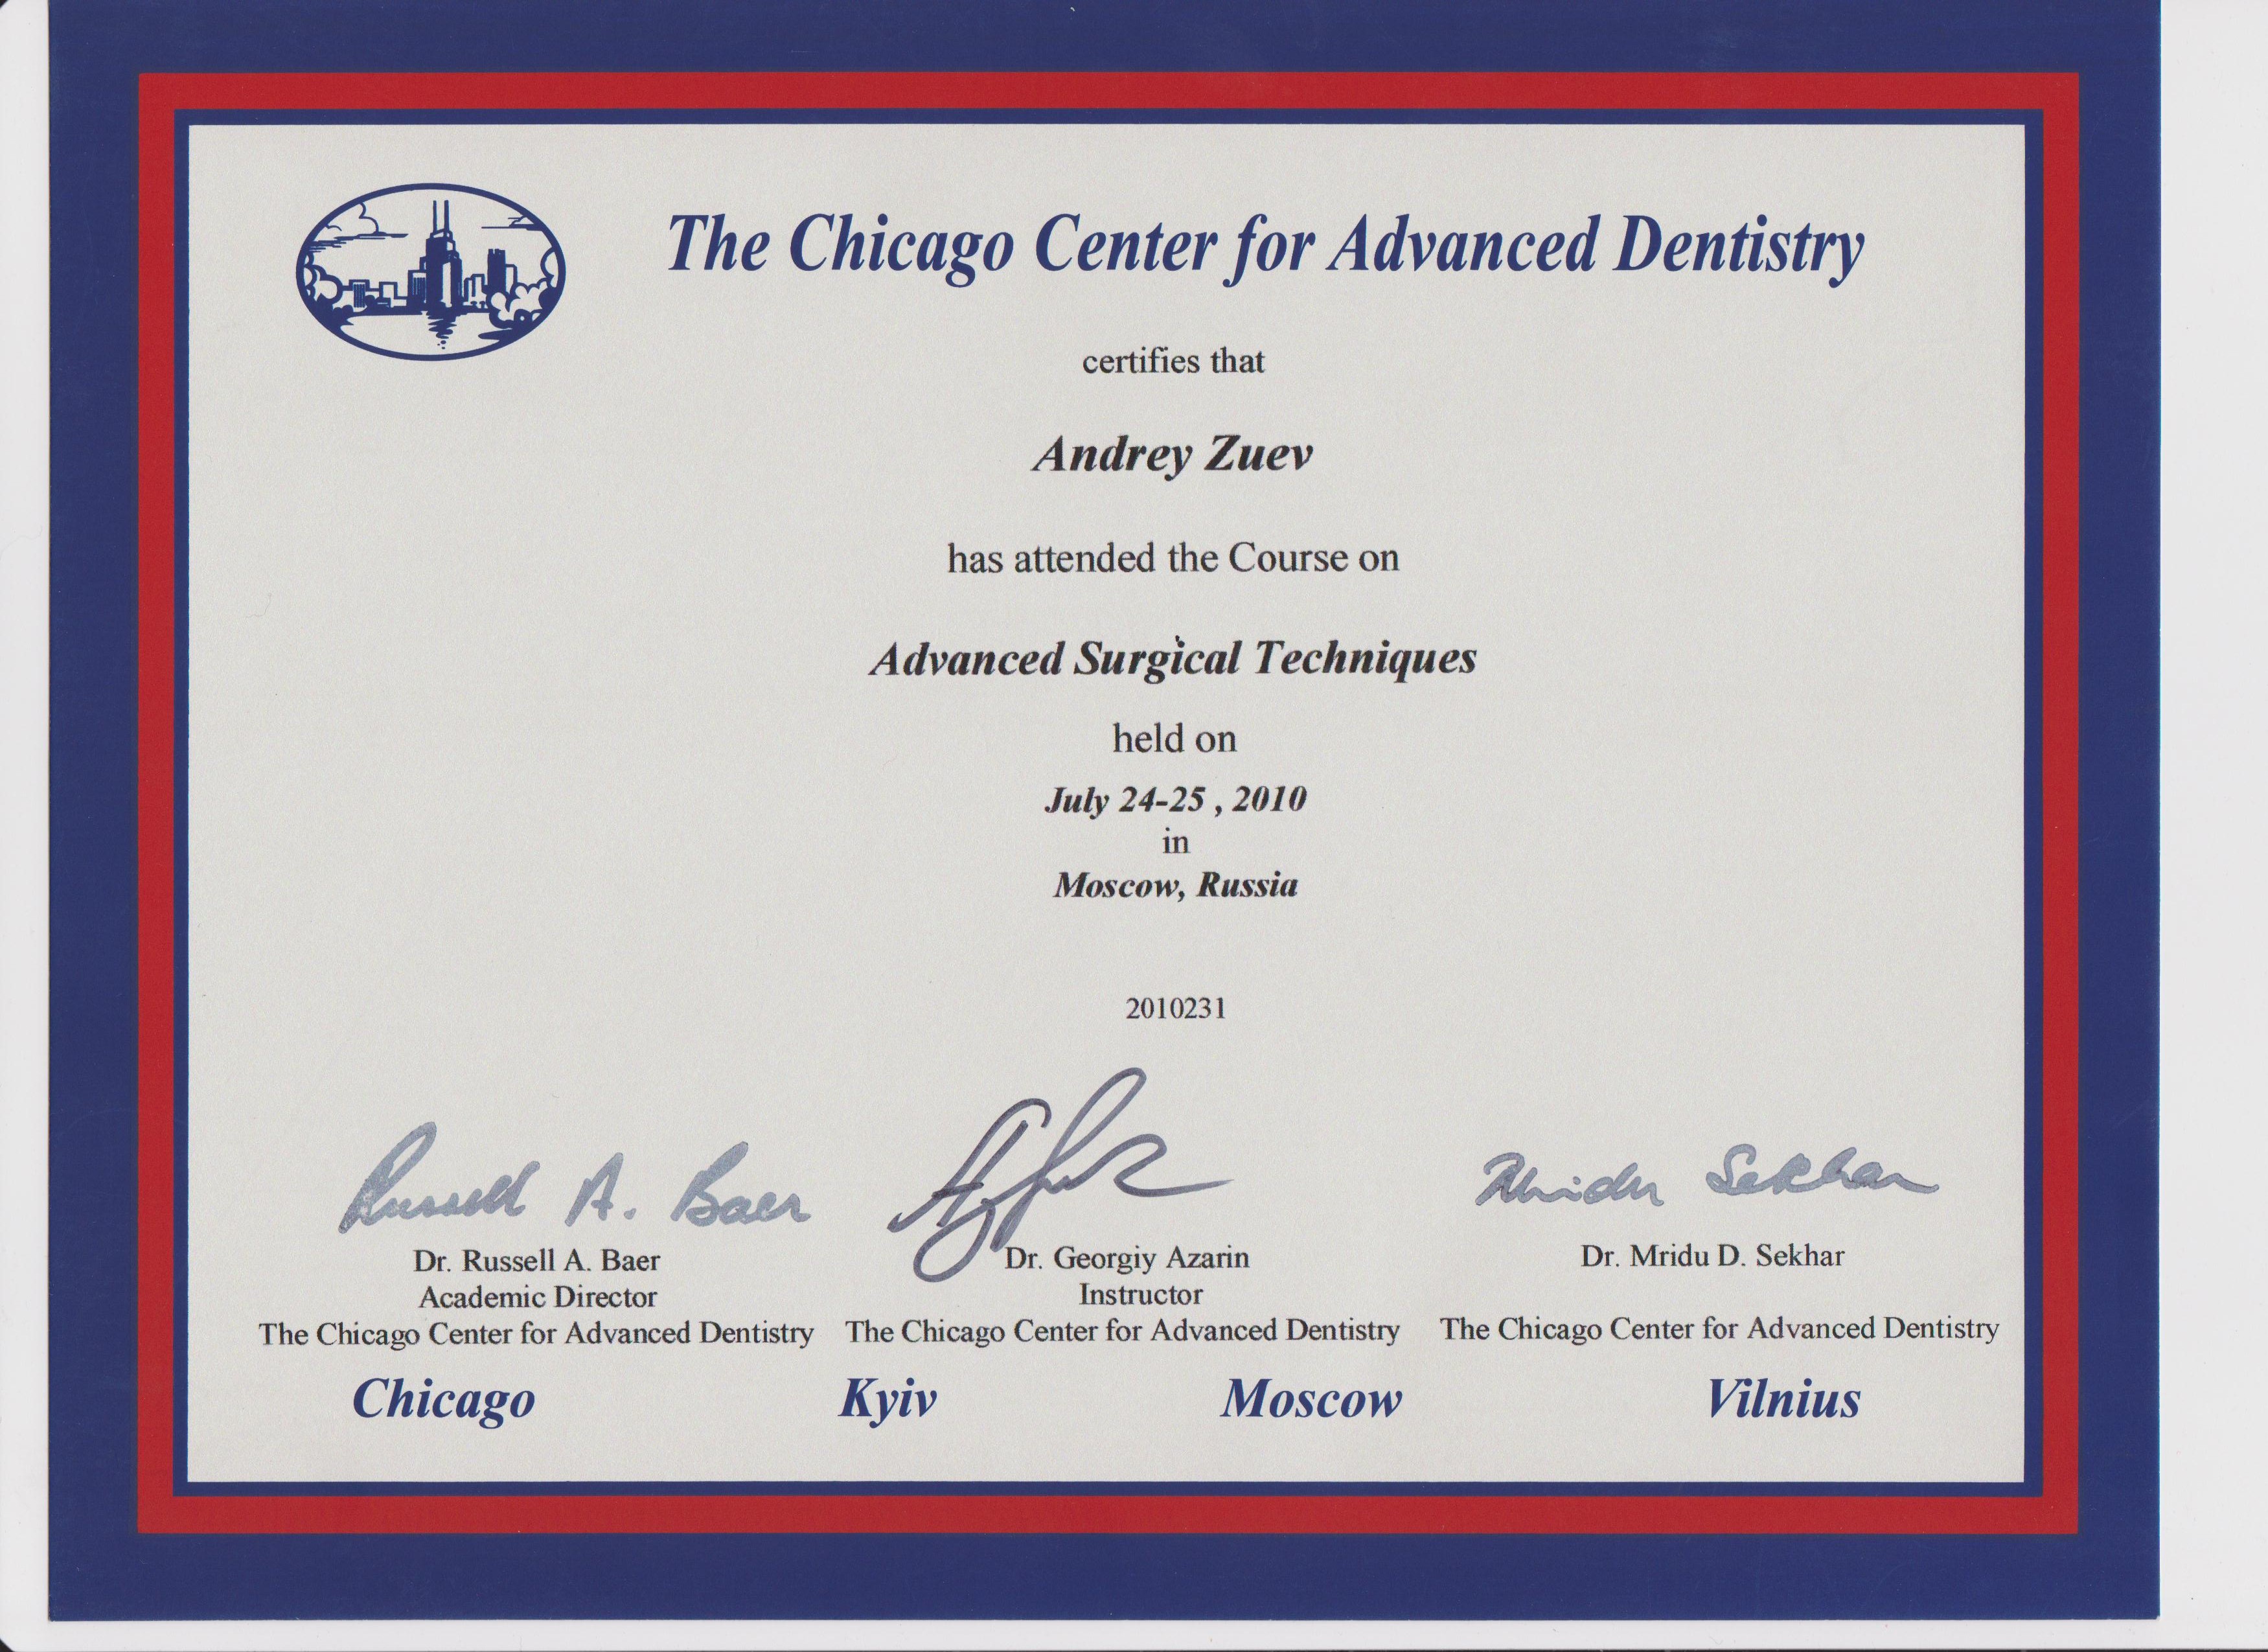 The Chicago Center for Advanced Dentistry
certifies that
Andrey Zuev
has attended the Course on
Advanced Surgical Techniques
held on
July 24-25 , 2010
in
Moscow, Russia
2010231
Russell A. Baer
Mridu Sekhar
Dr. Russell A. Baer
Academic Director
The Chicago Center for Advanced Dentistry
Dr. Georgiy Azarin
Instructor
The Chicago Center for Advanced Dentistry
Dr. Mridu D. Sekhar
The Chicago Center for Advanced Dentistry
Chicago Kyiv Moscow Vilnius